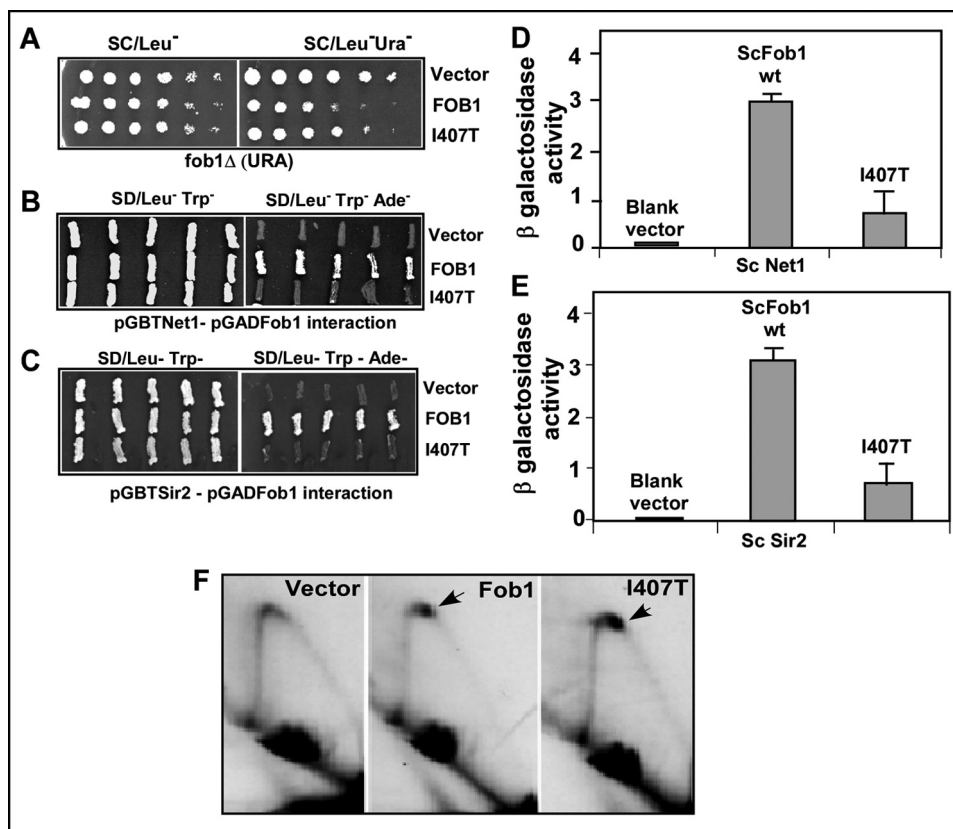 A
SC/Leu⁻
SC/Leu⁻Ura⁻
Vector
FOB1
I407T
fob1Δ (URA)
B
SD/Leu⁻ Trp⁻
SD/Leu⁻ Trp⁻ Ade⁻
Vector
FOB1
I407T
pGBTNet1- pGADFob1 interaction
C
SD/Leu- Trp-
SD/Leu- Trp - Ade-
Vector
FOB1
I407T
pGBTSir2 - pGADFob1 interaction
D
β galactosidase
activity
4
3
2
1
0
Blank
vector
ScFob1
wt
I407T
Sc Net1
E
β galactosidase
activity
4
3
2
1
0
Blank
vector
ScFob1
wt
I407T
Sc Sir2
F
Vector
Fob1
I407T